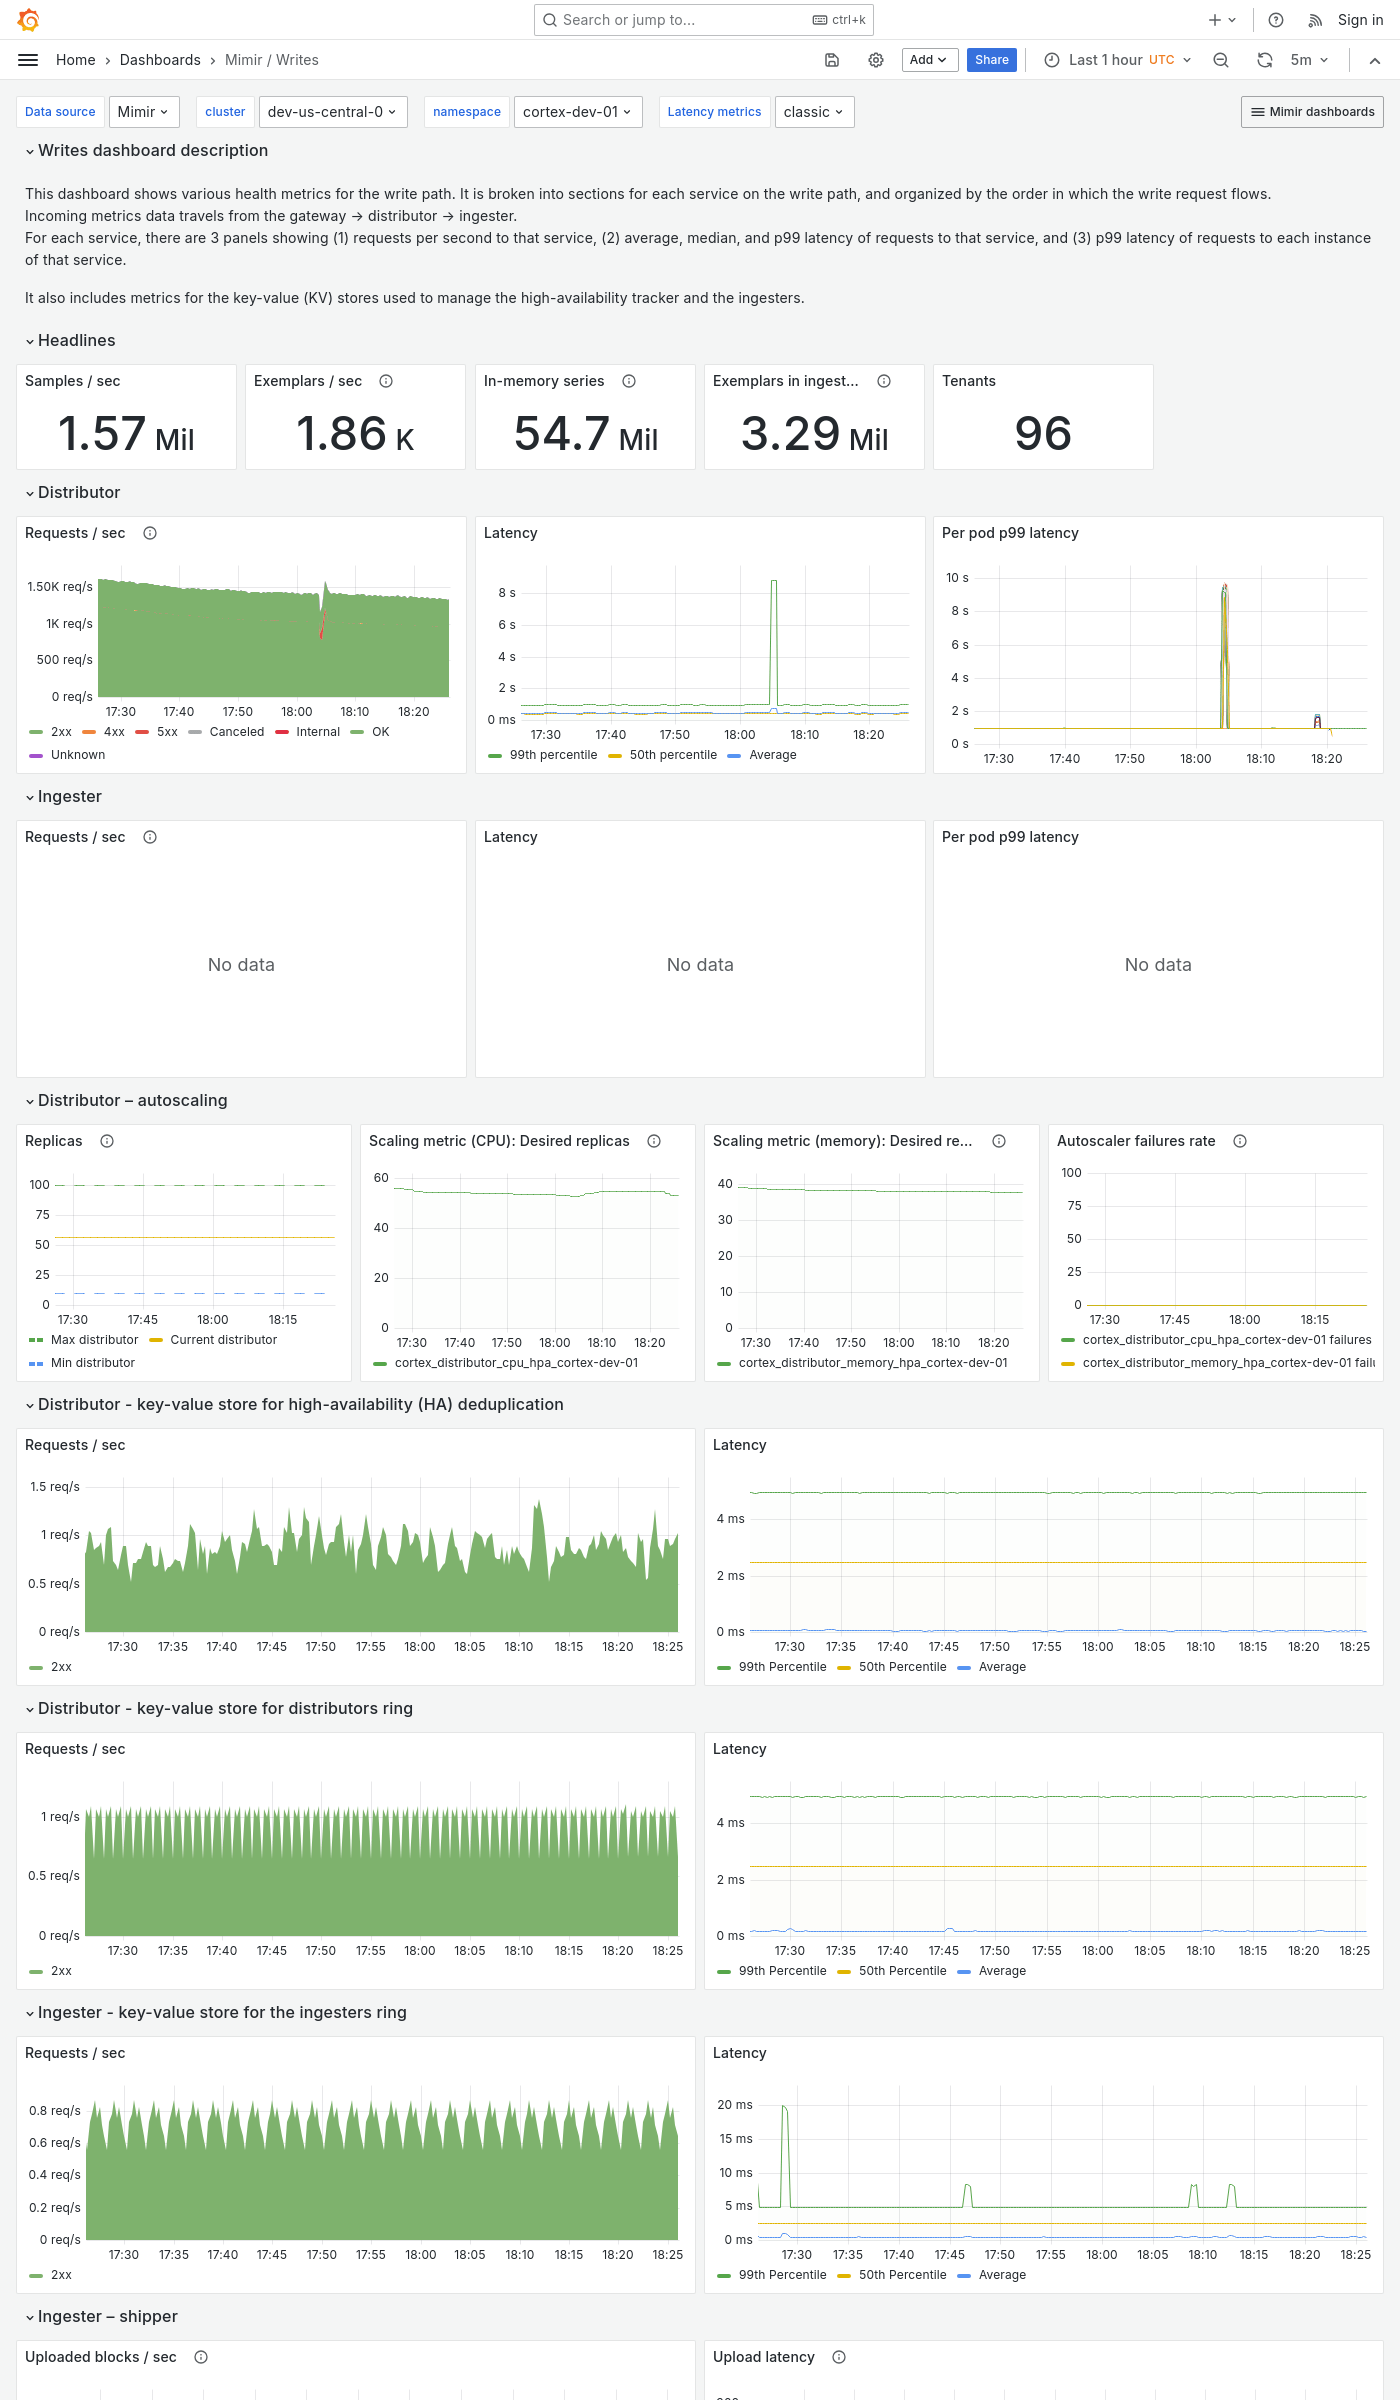 Search or jump to...
ctrl+k
Sign in
Home > Dashboards > Mimir / Writes
Add
Share
Last 1 hour UTC
5m
Data source Mimir cluster dev-us-central-0 namespace cortex-dev-01 Latency metrics classic
Mimir dashboards
Writes dashboard description
This dashboard shows various health metrics for the write path. It is broken into sections for each service on the write path, and organized by the order in which the write request flows.
Incoming metrics data travels from the gateway → distributor → ingester.
For each service, there are 3 panels showing (1) requests per second to that service, (2) average, median, and p99 latency of requests to that service, and (3) p99 latency of requests to each instance
of that service.
It also includes metrics for the key-value (KV) stores used to manage the high-availability tracker and the ingesters.
Headlines
Samples / sec
1.57 Mil
Exemplars / sec
1.86 K
In-memory series
54.7 Mil
Exemplars in ingest...
3.29 Mil
Tenants
96
Distributor
Requests / sec
1.50K req/s
1K req/s
500 req/s
0 req/s
17:30 17:40 17:50 18:00 18:10 18:20
2xx 4xx 5xx Canceled Internal OK
Unknown
Latency
8 s
6 s
4 s
2 s
0 ms
17:30 17:40 17:50 18:00 18:10 18:20
99th percentile 50th percentile Average
Per pod p99 latency
10 s
8 s
6 s
4 s
2 s
0 s
17:30 17:40 17:50 18:00 18:10 18:20
Ingester
Requests / sec
No data
Latency
No data
Per pod p99 latency
No data
Distributor – autoscaling
Replicas
100
75
50
25
0
17:30 17:45 18:00 18:15
Max distributor Current distributor
Min distributor
Scaling metric (CPU): Desired replicas
60
40
20
0
17:30 17:40 17:50 18:00 18:10 18:20
cortex_distributor_cpu_hpa_cortex-dev-01
Scaling metric (memory): Desired re...
40
30
20
10
0
17:30 17:40 17:50 18:00 18:10 18:20
cortex_distributor_memory_hpa_cortex-dev-01
Autoscaler failures rate
100
75
50
25
0
17:30 17:45 18:00 18:15
cortex_distributor_cpu_hpa_cortex-dev-01 failures
cortex_distributor_memory_hpa_cortex-dev-01
Distributor - key-value store for high-availability (HA) deduplication
Requests / sec
1.5 req/s
1 req/s
0.5 req/s
0 req/s
17:30 17:35 17:40 17:45 17:50 17:55 18:00 18:05 18:10 18:15 18:20 18:25
2xx
Latency
4 ms
2 ms
0 ms
17:30 17:35 17:40 17:45 17:50 17:55 18:00 18:05 18:10 18:15 18:20 18:25
99th Percentile 50th Percentile Average
Distributor - key-value store for distributors ring
Requests / sec
1 req/s
0.5 req/s
0 req/s
17:30 17:35 17:40 17:45 17:50 17:55 18:00 18:05 18:10 18:15 18:20 18:25
2xx
Latency
4 ms
2 ms
0 ms
17:30 17:35 17:40 17:45 17:50 17:55 18:00 18:05 18:10 18:15 18:20 18:25
99th Percentile 50th Percentile Average
Ingester - key-value store for the ingesters ring
Requests / sec
0.8 req/s
0.6 req/s
0.4 req/s
0.2 req/s
0 req/s
17:30 17:35 17:40 17:45 17:50 17:55 18:00 18:05 18:10 18:15 18:20 18:25
2xx
Latency
20 ms
15 ms
10 ms
5 ms
0 ms
17:30 17:35 17:40 17:45 17:50 17:55 18:00 18:05 18:10 18:15 18:20 18:25
99th Percentile 50th Percentile Average
Ingester – shipper
Uploaded blocks / sec
Upload latency